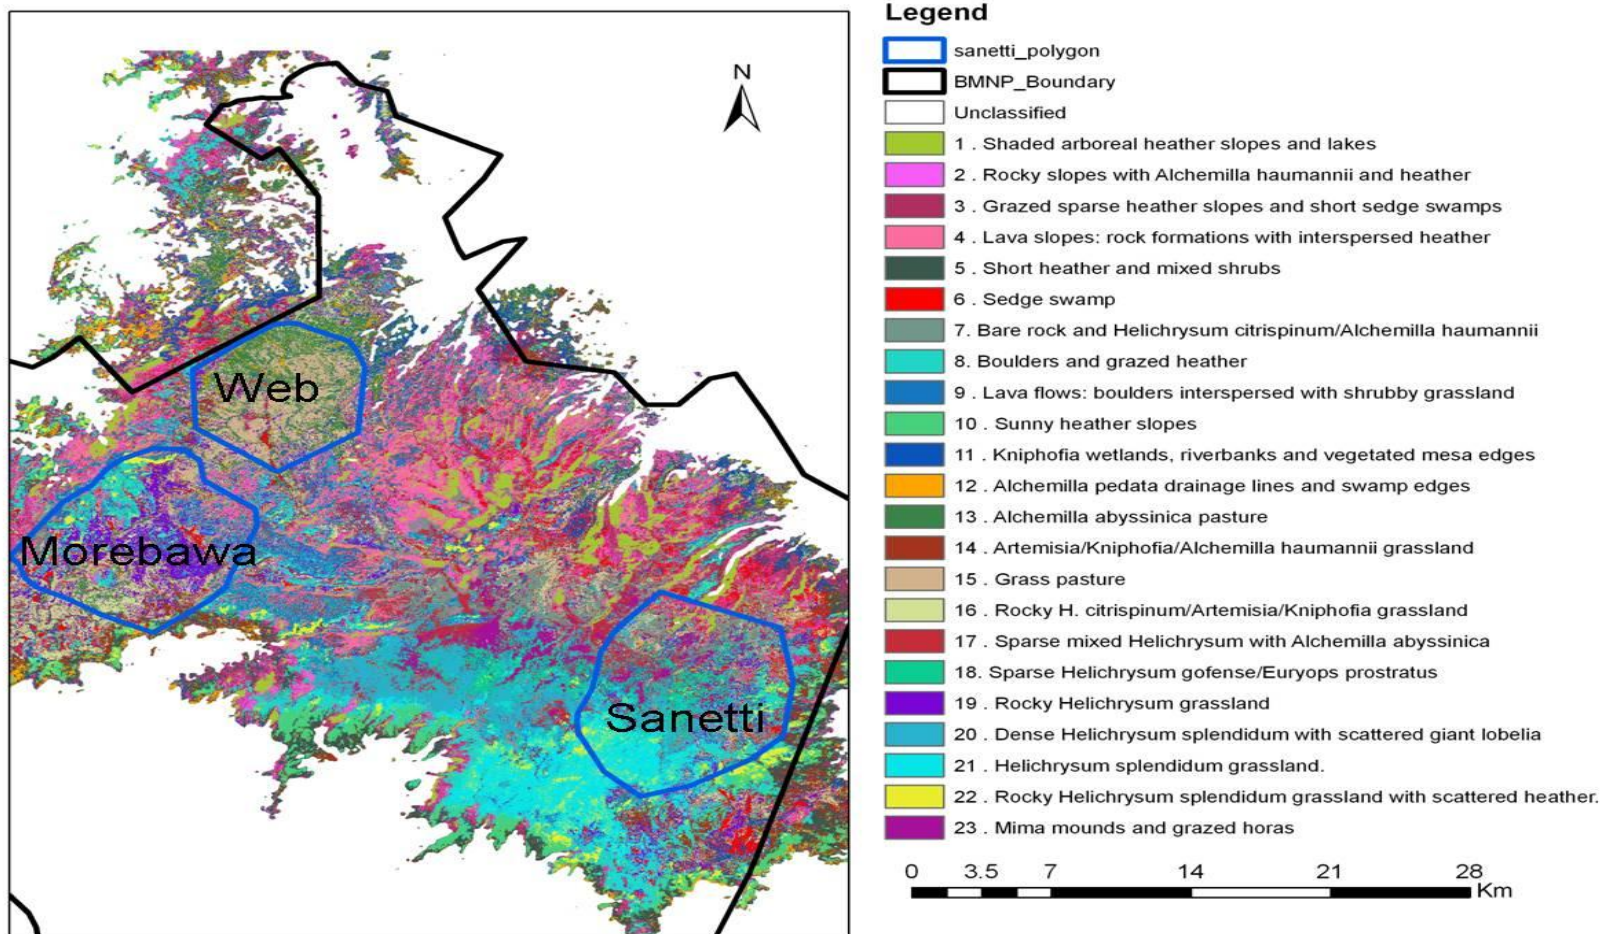 N
Web
Morebawa
Sanetti
Legend
sanetti_polygon
BMNP_Boundary
Unclassified
1 . Shaded arboreal heather slopes and lakes
2 . Rocky slopes with Alchemilla haumannii and heather
3 . Grazed sparse heather slopes and short sedge swamps
4 . Lava slopes: rock formations with interspersed heather
5 . Short heather and mixed shrubs
6 . Sedge swamp
7. Bare rock and Helichrysum citrispinum/Alchemilla haumannii
8. Boulders and grazed heather
9 . Lava flows: boulders interspersed with shrubby grassland
10 . Sunny heather slopes
11 . Kniphofia wetlands, riverbanks and vegetated mesa edges
12 . Alchemilla pedata drainage lines and swamp edges
13 . Alchemilla abyssinica pasture
14 . Artemisia/Kniphofia/Alchemilla haumannii grassland
15 . Grass pasture
16 . Rocky H. citrispinum/Artemisia/Kniphofia grassland
17 . Sparse mixed Helichrysum with Alchemilla abyssinica
18. Sparse Helichrysum gofense/Euryops prostratus
19 . Rocky Helichrysum grassland
20 . Dense Helichrysum splendidum with scattered giant lobelia
21 . Helichrysum splendidum grassland.
22 . Rocky Helichrysum splendidum grassland with scattered heather.
23 . Mima mounds and grazed horas
0 3.5 7 14 21 28
Km